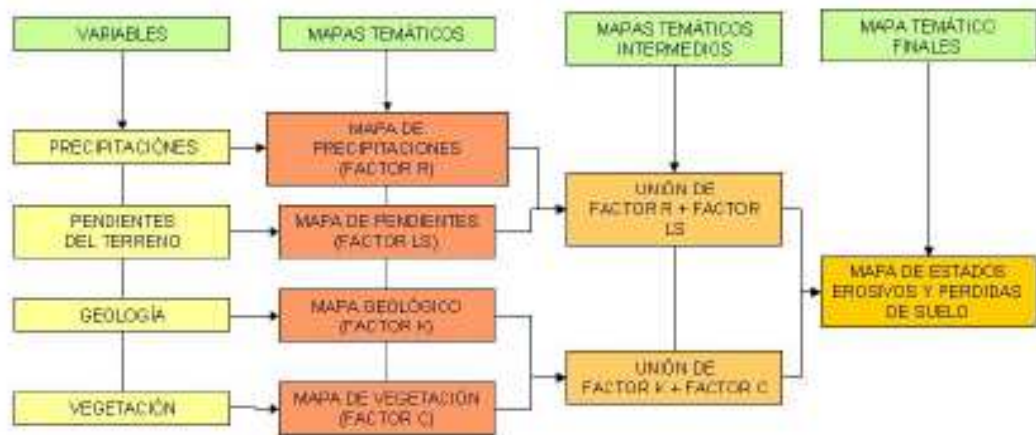 VARIABLES
MAPAS TEMÁTICOS
MAPAS TEMÁTICOS
INTERMEDIOS
MAPA TEMÁTICO
FINALES
PRECIPITACIÓNES
MAPA DE
PRECIPITACIONES
(FACTOR R)
PENDIENTES
DEL TERRENO
MAPA DE PENDIENTES
(FACTOR LS)
UNIÓN DE
FACTOR R + FACTOR
LS
GEOLOGÍA
MAPA GEOLÓGICO
(FACTOR K)
MAPA DE ESTADOS
EROSIVOS Y PERDIDAS
DE SUELO
VEGETACIÓN
MAPA DE VEGETACIÓN
(FACTOR C)
UNIÓN DE
FACTOR K + FACTOR C